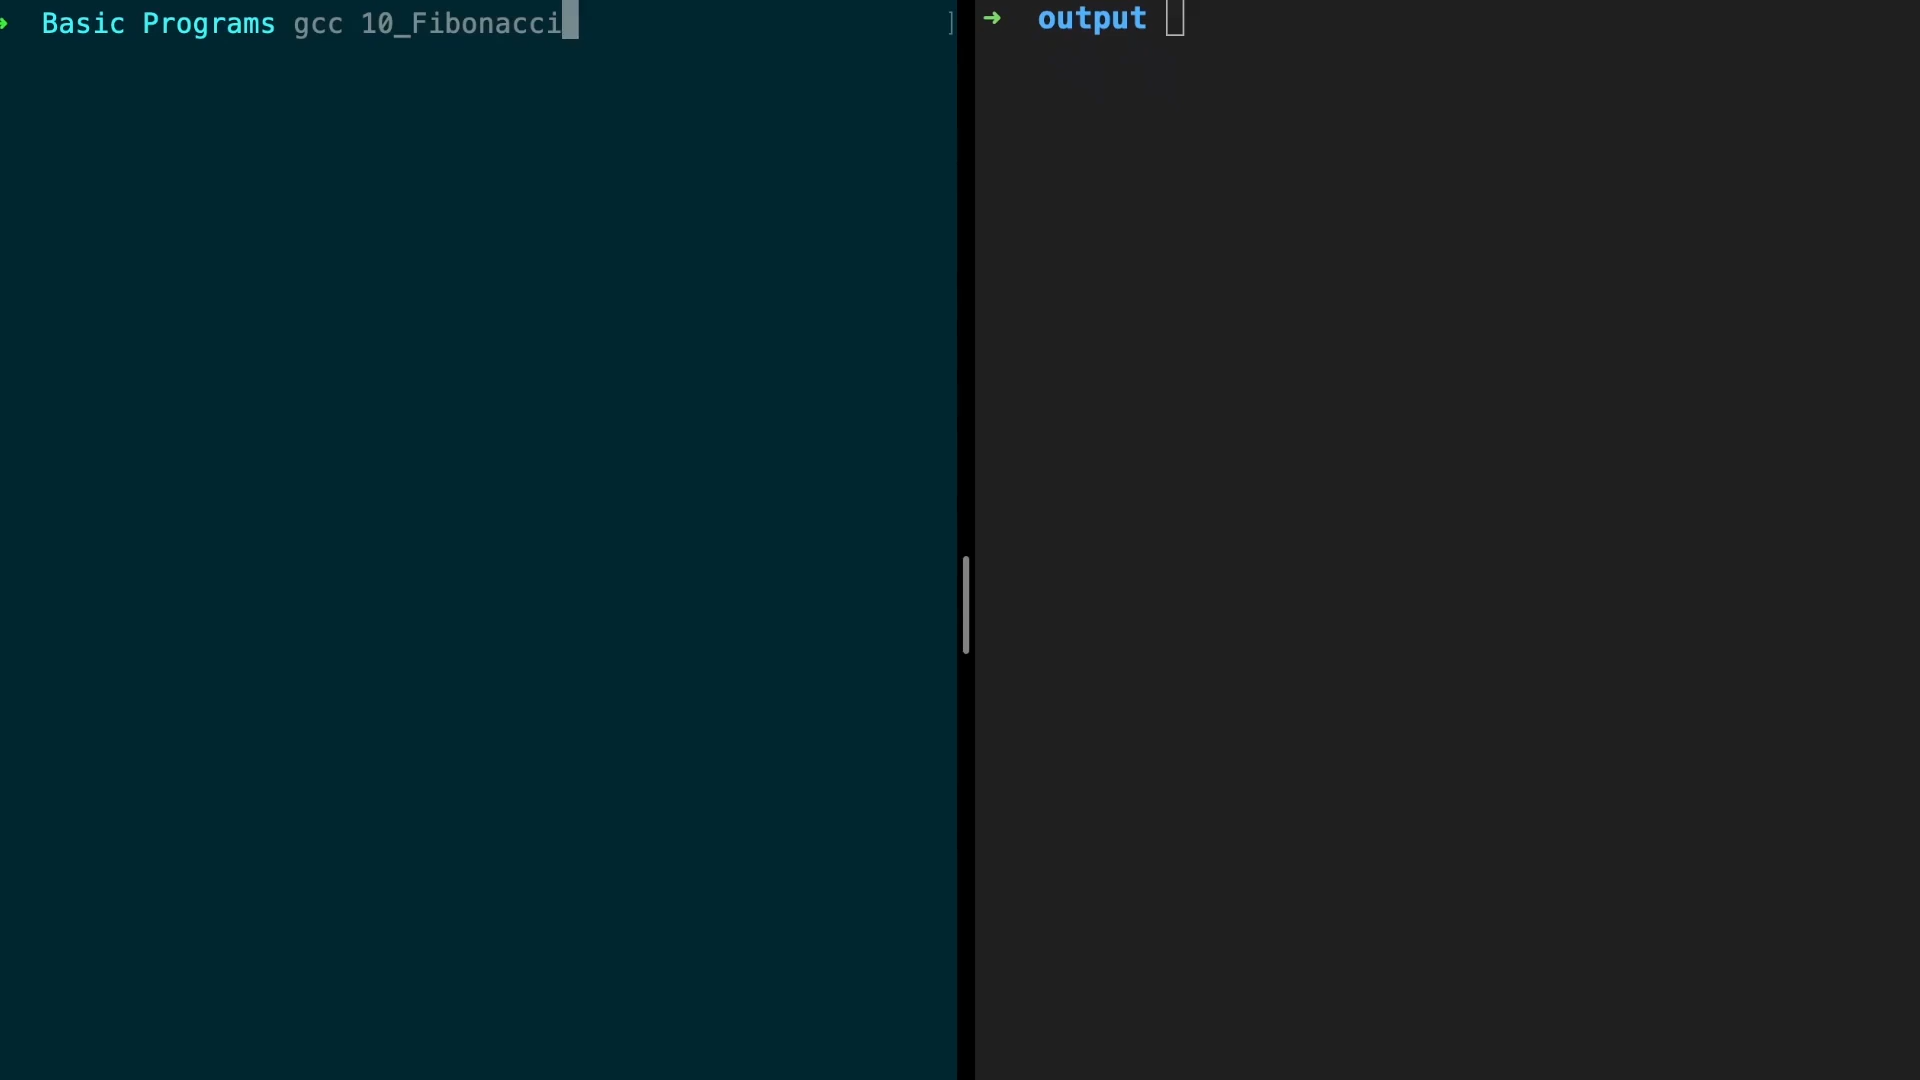 ➜ Basic Programs gcc 10_Fibonacci ]
➜ output